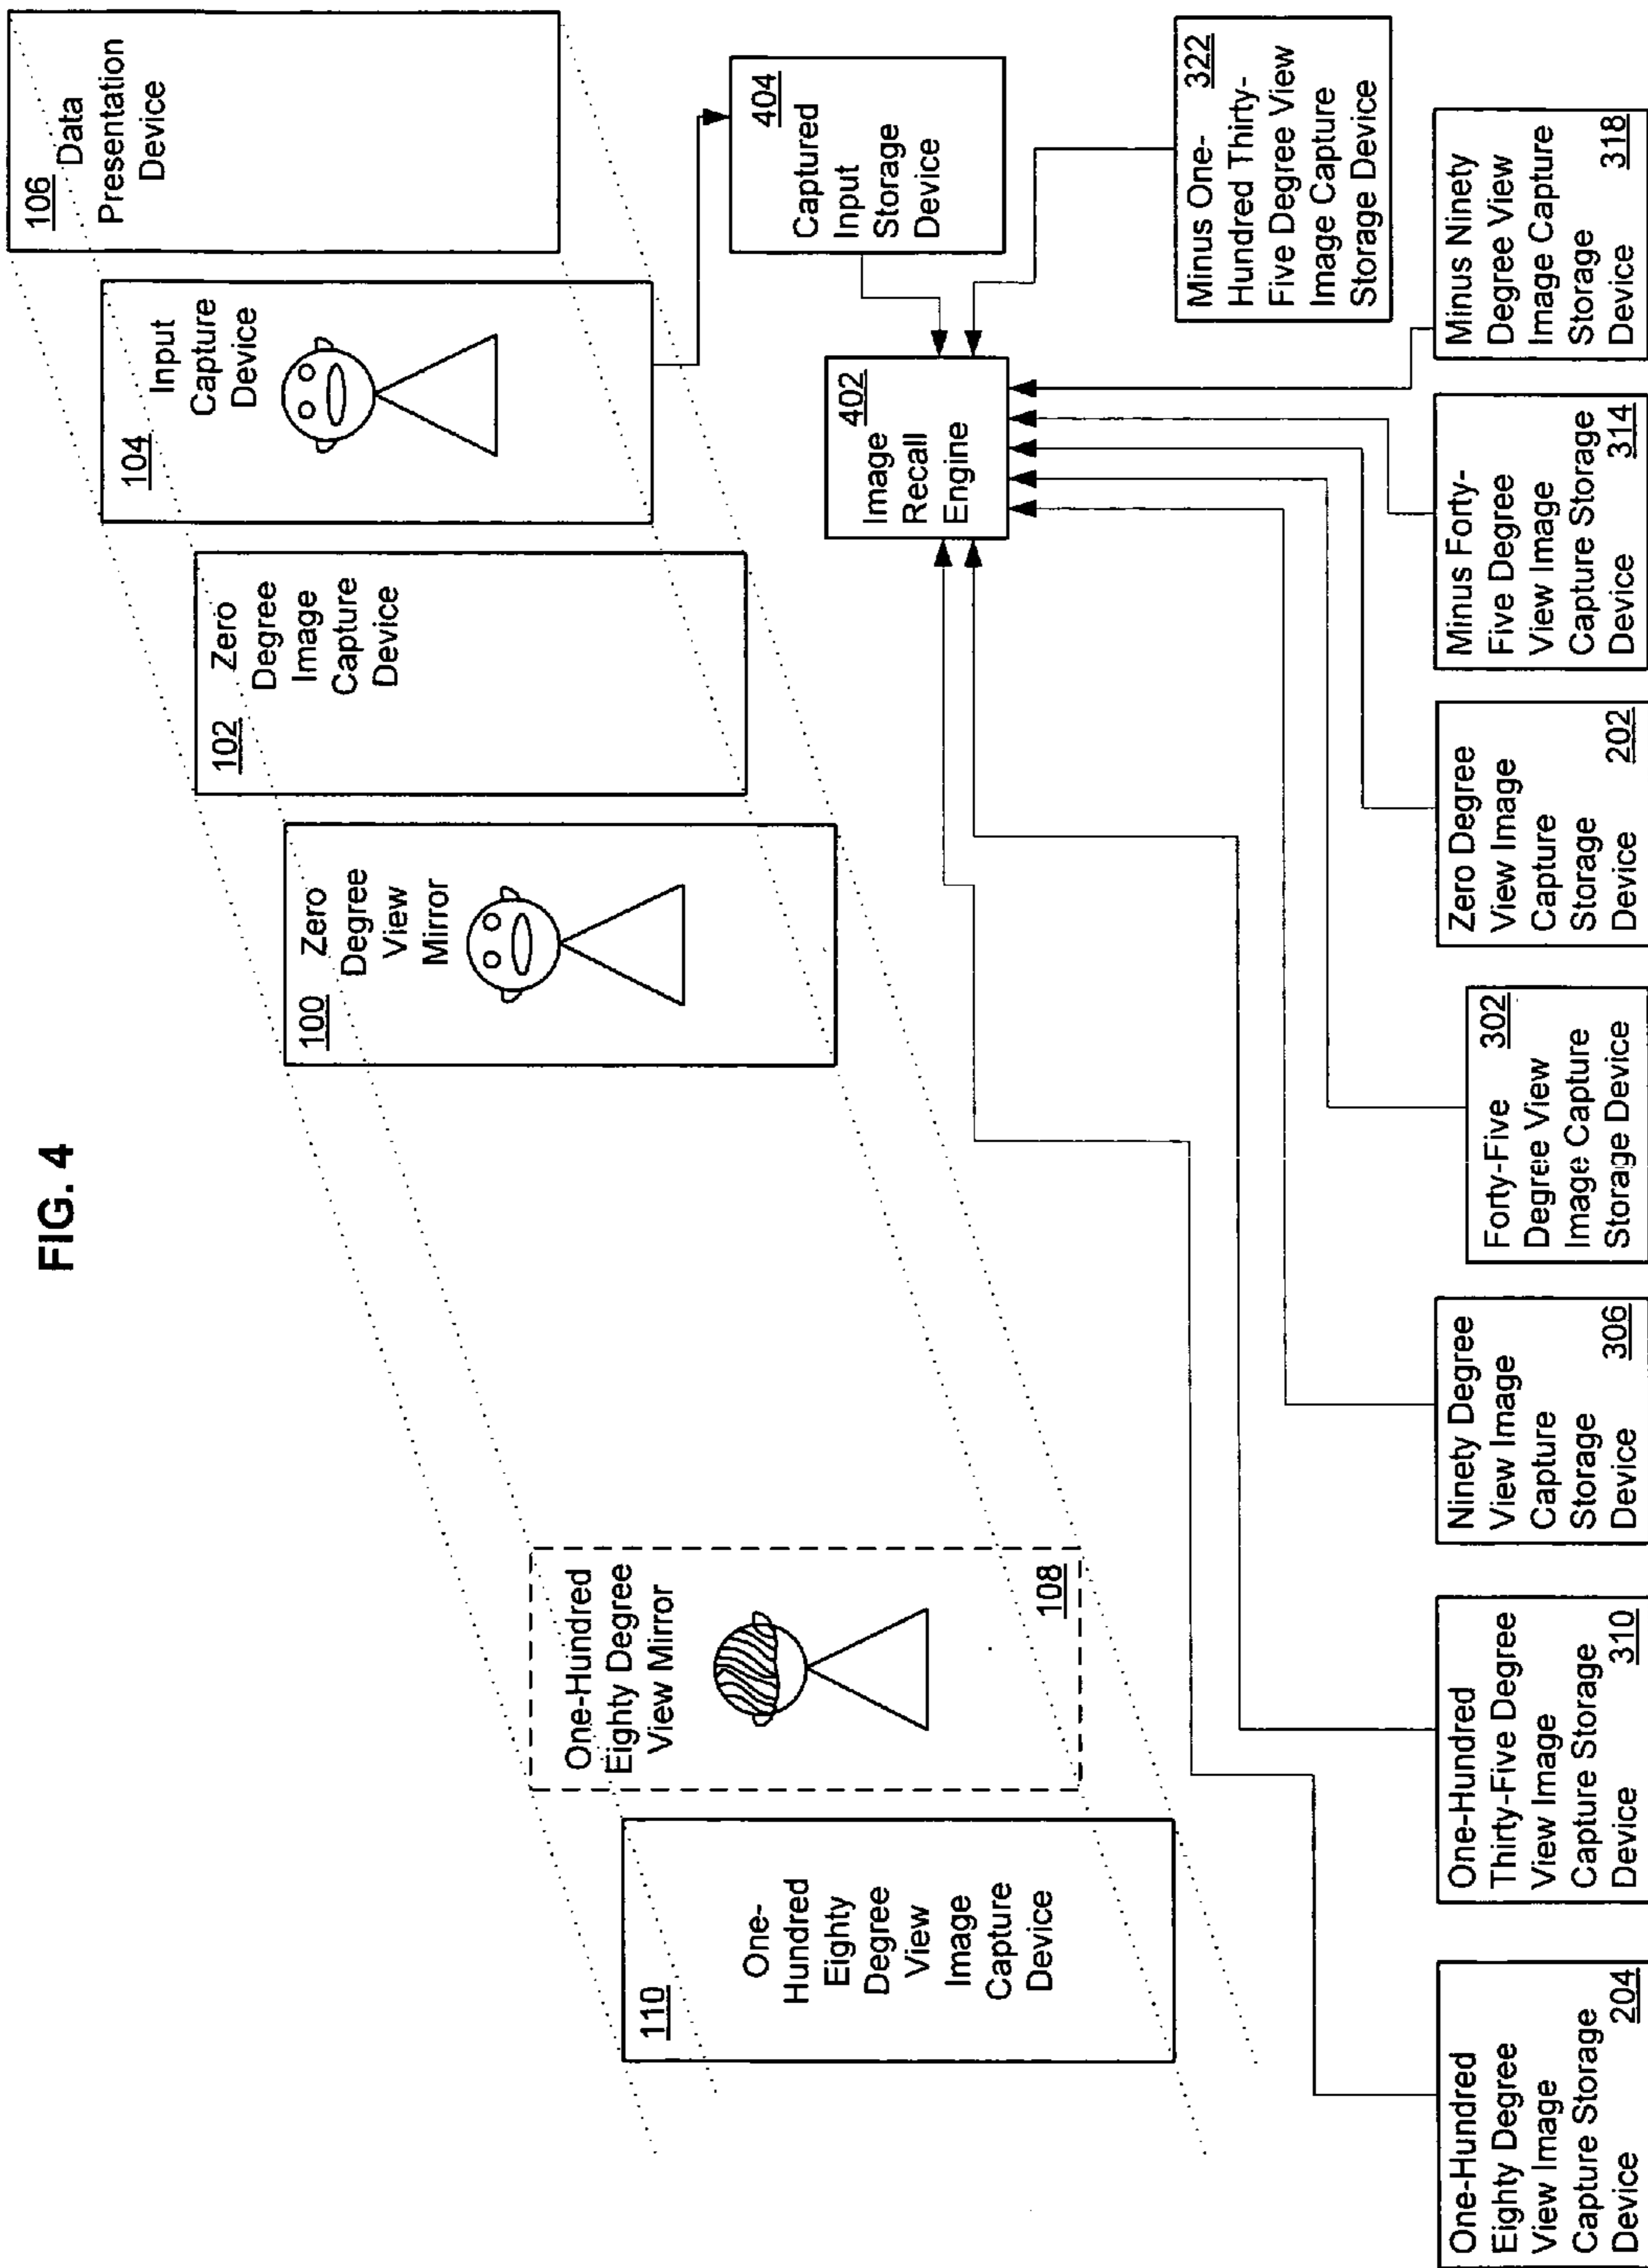 FIG. 4
106 Data
Presentation
Device
104
Input
Capture
Device
102 Zero
Degree
Image
Capture
Device
100 Zero
Degree
View
Mirror
One-Hundred
Eighty Degree
View Mirror
108
110
One-
Hundred
Eighty
Degree
View
Image
Capture
Device
404
Captured
Input
Storage
Device
402
Image
Recall
Engine
Minus One- 322
Hundred Thirty-
Five Degree View
Image Capture
Storage Device
One-Hundred
Eighty Degree
View Image
Capture Storage
Device 204
One-Hundred
Thirty-Five Degree
View Image
Capture Storage
Device 310
Ninety Degree
View Image
Capture
Storage
Device 306
Forty-Five 302
Degree View
Image Capture
Storage Device
Zero Degree
View Image
Capture
Storage
Device 202
Minus Forty-
Five Degree
View Image
Capture Storage
Device 314
Minus Ninety
Degree View
Image Capture
Storage
Device 318